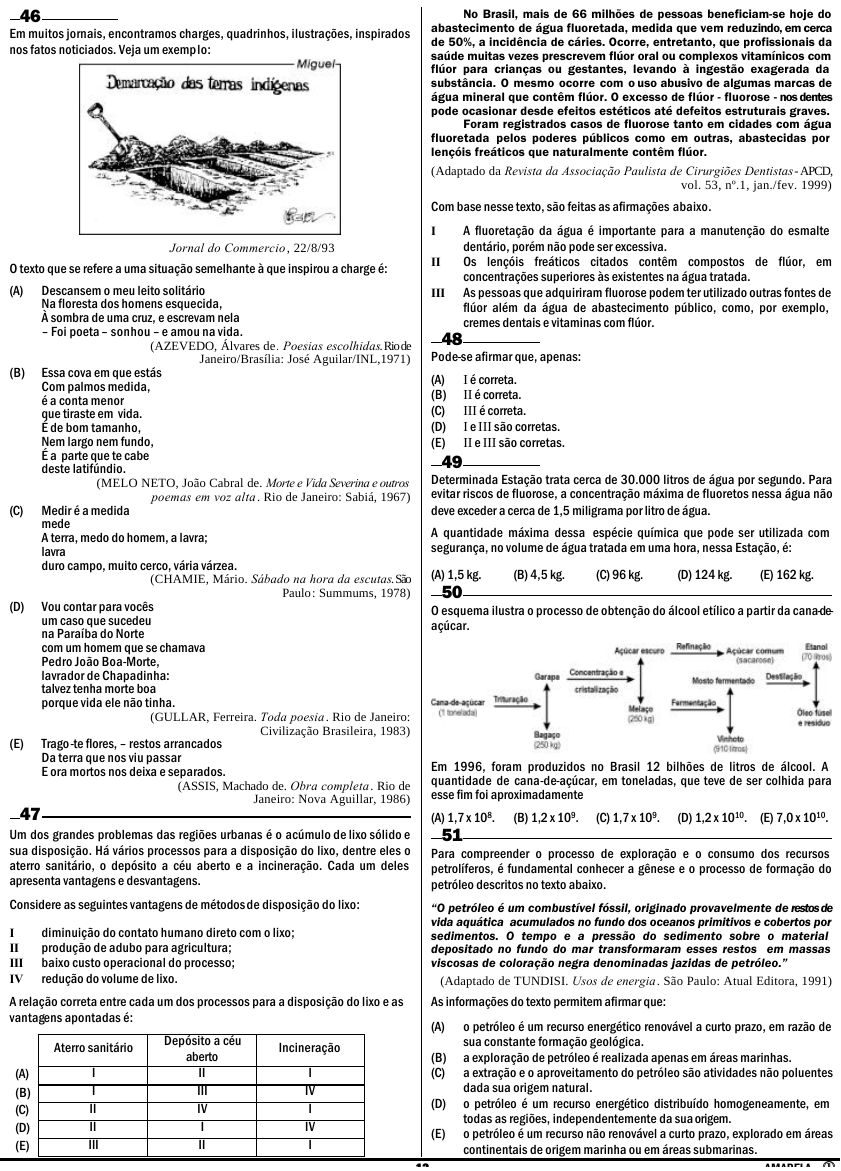 46
Em muitos jornais, encontramos charges, quadrinhos, ilustrações, inspirados
nos fatos noticiados. Veja um exemplo:
Miguel
Demarcação das terras indígenas
Jornal do Commercio, 22/8/93
O texto que se refere a uma situação semelhante à que inspirou a charge é:
(A) Descansem o meu leito solitário
Na floresta dos homens esquecida,
À sombra de uma cruz, e escrevam nela
– Foi poeta – sonhou – e amou na vida.
(AZEVEDO, Álvares de. Poesias escolhidas. Rio de
Janeiro/Brasília: José Aguilar/INL,1971)
(B) Essa cova em que estás
Com palmos medida,
é a conta menor
que tiraste em vida.
É de bom tamanho,
Nem largo nem fundo,
É a parte que te cabe
deste latifúndio.
(MELO NETO, João Cabral de. Morte e Vida Severina e outros
poemas em voz alta. Rio de Janeiro: Sabiá, 1967)
(C) Medir é a medida
mede
A terra, medo do homem, a lavra;
lavra
duro campo, muito cerco, vária várzea.
(CHAMIE, Mário. Sábado na hora da escutas. São
Paulo: Summums, 1978)
(D) Vou contar para vocês
um caso que sucedeu
na Paraíba do Norte
com um homem que se chamava
Pedro João Boa-Morte,
lavrador de Chapadinha:
talvez tenha morte boa
porque vida ele não tinha.
(GULLAR, Ferreira. Toda poesia. Rio de Janeiro:
Civilização Brasileira, 1983)
(E) Trago-te flores, – restos arrancados
Da terra que nos viu passar
E ora mortos nos deixa e separados.
(ASSIS, Machado de. Obra completa. Rio de
Janeiro: Nova Aguillar, 1986)
47
Um dos grandes problemas das regiões urbanas é o acúmulo de lixo sólido e
sua disposição. Há vários processos para a disposição do lixo, dentre eles o
aterro sanitário, o depósito a céu aberto e a incineração. Cada um deles
apresenta vantagens e desvantagens.
Considere as seguintes vantagens de métodos de disposição do lixo:
I diminuição do contato humano direto com o lixo;
II produção de adubo para agricultura;
III baixo custo operacional do processo;
IV redução do volume de lixo.
A relação correta entre cada um dos processos para a disposição do lixo e as
vantagens apontadas é:
Aterro sanitário Depósito a céu aberto Incineração
(A) I II I
(B) I III IV
(C) II IV I
(D) II I IV
(E) III II I
No Brasil, mais de 66 milhões de pessoas beneficiam-se hoje do
abastecimento de água fluoretada, medida que vem reduzindo, em cerca
de 50%, a incidência de cáries. Ocorre, entretanto, que profissionais da
saúde muitas vezes prescrevem flúor oral ou complexos vitamínicos com
flúor para crianças ou gestantes, levando à ingestão exagerada da
substância. O mesmo ocorre com o uso abusivo de algumas marcas de
água mineral que contêm flúor. O excesso de flúor - fluorose - nos dentes
pode ocasionar desde efeitos estéticos até defeitos estruturais graves.
Foram registrados casos de fluorose tanto em cidades com água
fluoretada pelos poderes públicos como em outras, abastecidas por
lençóis freáticos que naturalmente contêm flúor.
(Adaptado da Revista da Associação Paulista de Cirurgiões Dentistas - APCD,
vol. 53, nº.1, jan./fev. 1999)
Com base nesse texto, são feitas as afirmações abaixo.
I A fluoretação da água é importante para a manutenção do esmalte
dentário, porém não pode ser excessiva.
II Os lençóis freáticos citados contêm compostos de flúor, em
concentrações superiores às existentes na água tratada.
III As pessoas que adquiriram fluorose podem ter utilizado outras fontes de
flúor além da água de abastecimento público, como, por exemplo,
cremes dentais e vitaminas com flúor.
48
Pode-se afirmar que, apenas:
(A) I é correta.
(B) II é correta.
(C) III é correta.
(D) I e III são corretas.
(E) II e III são corretas.
49
Determinada Estação trata cerca de 30.000 litros de água por segundo. Para
evitar riscos de fluorose, a concentração máxima de fluoretos nessa água não
deve exceder a cerca de 1,5 miligrama por litro de água.
A quantidade máxima dessa espécie química que pode ser utilizada com
segurança, no volume de água tratada em uma hora, nessa Estação, é:
(A) 1,5 kg. (B) 4,5 kg. (C) 96 kg. (D) 124 kg. (E) 162 kg.
50
O esquema ilustra o processo de obtenção do álcool etílico a partir da cana-de-
açúcar.
Cana-de-açúcar
(1 tonelada)
Trituração
Garapa
Bagaço
(250 kg)
Concentração e
cristalização
Açúcar escuro
Melaço
(250 kg)
Refinação
Açúcar comum
(sacarose)
Fermentação
Mosto fermentado
Vinhoto
(910 litros)
Destilação
Etanol
(70 litros)
Óleo fúsel
e resíduo
Em 1996, foram produzidos no Brasil 12 bilhões de litros de álcool. A
quantidade de cana-de-açúcar, em toneladas, que teve de ser colhida para
esse fim foi aproximadamente
(A) 1,7 x 10⁸. (B) 1,2 x 10⁹. (C) 1,7 x 10⁹. (D) 1,2 x 10¹⁰. (E) 7,0 x 10¹⁰.
51
Para compreender o processo de exploração e o consumo dos recursos
petrolíferos, é fundamental conhecer a gênese e o processo de formação do
petróleo descritos no texto abaixo.
“O petróleo é um combustível fóssil, originado provavelmente de restos de
vida aquática acumulados no fundo dos oceanos primitivos e cobertos por
sedimentos. O tempo e a pressão do sedimento sobre o material
depositado no fundo do mar transformaram esses restos em massas
viscosas de coloração negra denominadas jazidas de petróleo.”
(Adaptado de TUNDISI. Usos de energia. São Paulo: Atual Editora, 1991)
As informações do texto permitem afirmar que:
(A) o petróleo é um recurso energético renovável a curto prazo, em razão de
sua constante formação geológica.
(B) a exploração de petróleo é realizada apenas em áreas marinhas.
(C) a extração e o aproveitamento do petróleo são atividades não poluentes
dada sua origem natural.
(D) o petróleo é um recurso energético distribuído homogeneamente, em
todas as regiões, independentemente da sua origem.
(E) o petróleo é um recurso não renovável a curto prazo, explorado em áreas
continentais de origem marinha ou em áreas submarinas.